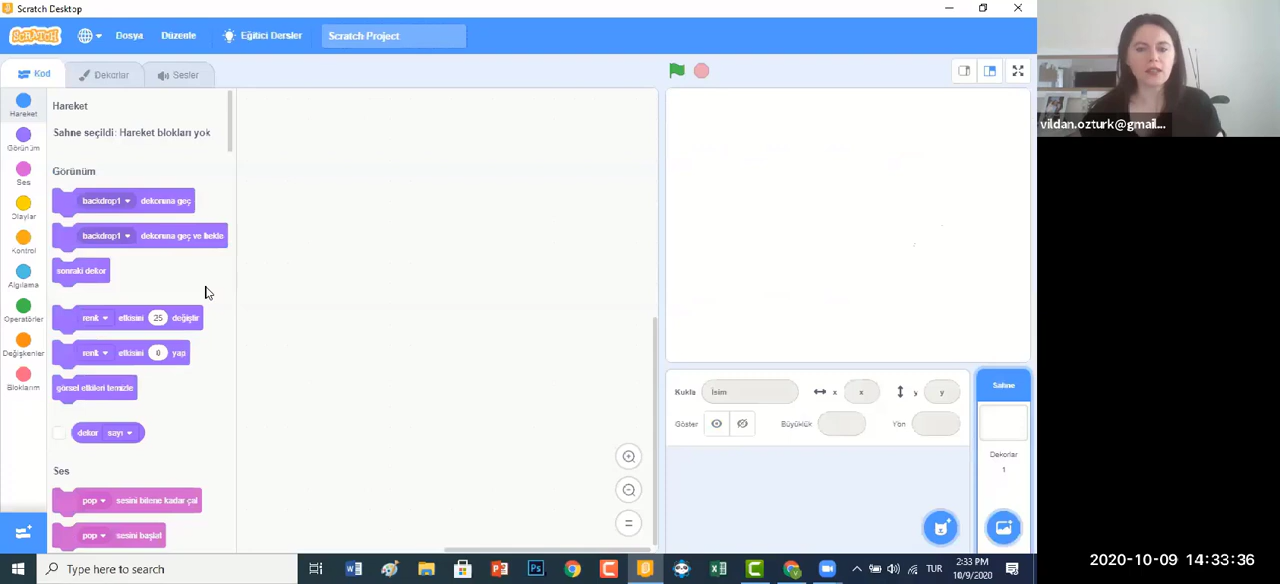 Scratch Desktop
SCRATCH
Dosya
Düzenle
Eğitici Dersler
Scratch Project
Kod
Dekorlar
Sesler
Hareket
Görünüm
Ses
Olaylar
Kontrol
Algılama
Operatörler
Değişkenler
Bloklarım
Hareket
Sahne seçildi: Hareket blokları yok
Görünüm
backdrop1 dekoruna geç
backdrop1 dekoruna geç ve bekle
sonraki dekor
renk etkisini 25 değiştir
renk etkisini 0 yap
görsel etkileri temizle
dekor sayı
Ses
pop sesini bitene kadar çal
pop sesini başlat
Kukla
İsim
x
x
y
y
Göster
Büyüklük
Yön
Sahne
Dekorlar
1
vildan.ozturk@gmail...
Type here to search
TUR
2:33 PM
10/9/2020
2020-10-09 14:33:36